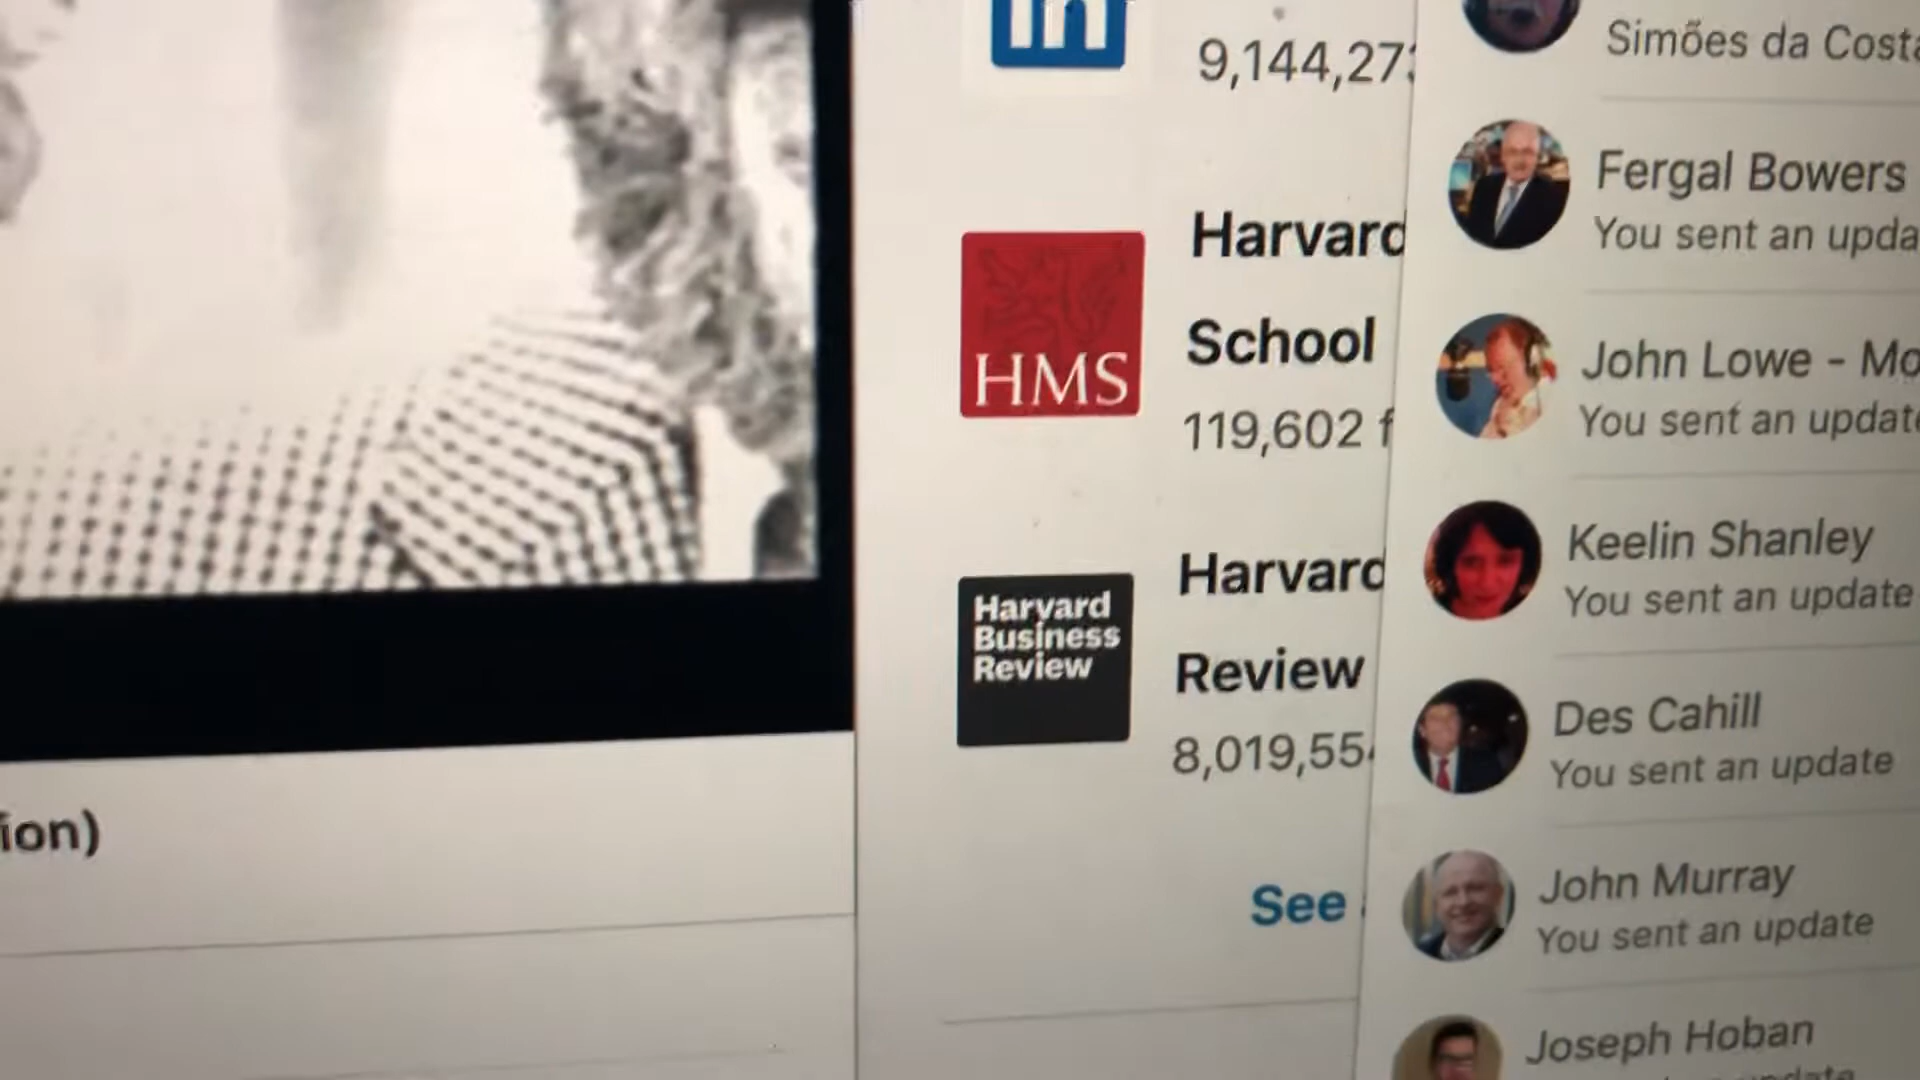 in
9,144,27
Harvard
School
119,602 f
HMS
Harvard
Review
8,019,55
Harvard
Business
Review
See
ion)
Simões da Costa
Fergal Bowers
You sent an upda
John Lowe - Mo
You sent an update
Keelin Shanley
You sent an update
Des Cahill
You sent an update
John Murray
You sent an update
Joseph Hoban